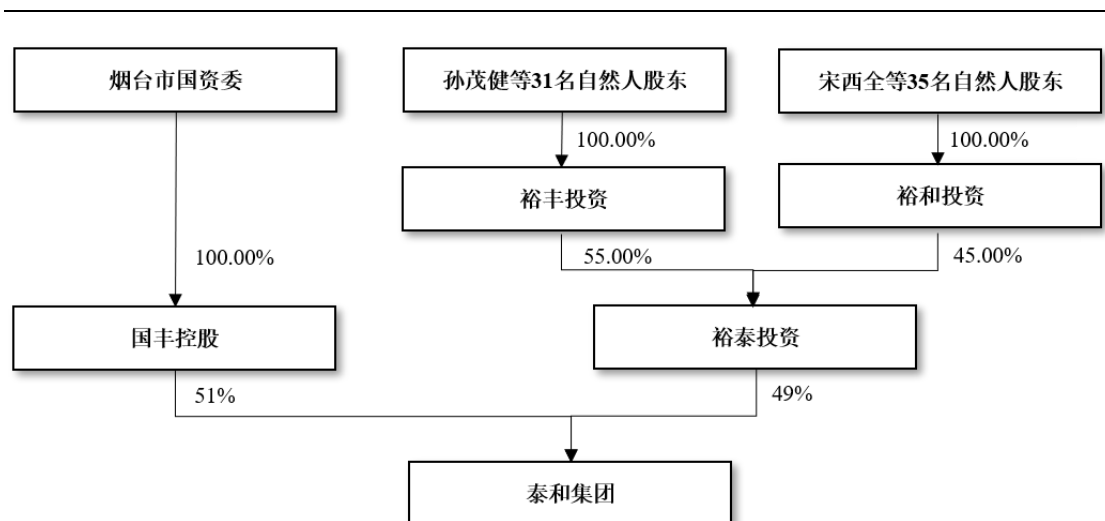 烟台市国资委
孙茂健等31名自然人股东
宋西全等35名自然人股东
100.00%
100.00%
裕丰投资
裕和投资
100.00%
55.00%
45.00%
国丰控股
裕泰投资
51%
49%
泰和集团